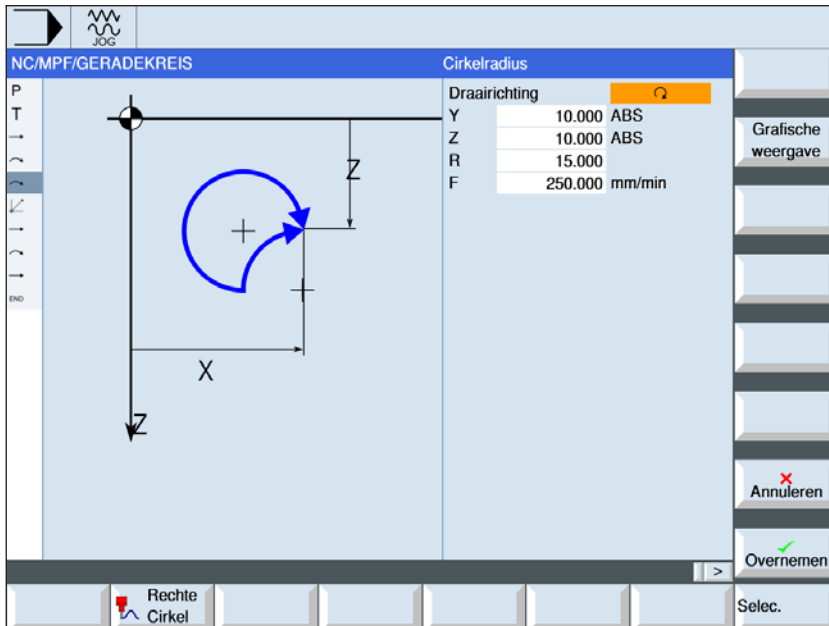 JOG
NC/MPF/GERADEKREIS
Cirkelradius
P
T
END
Z
X
Z
Draairichting
Y 10.000 ABS
Z 10.000 ABS
R 15.000
F 250.000 mm/min
Grafische
weergave
Annuleren
Overnemen
>
Rechte
Cirkel
Selec.